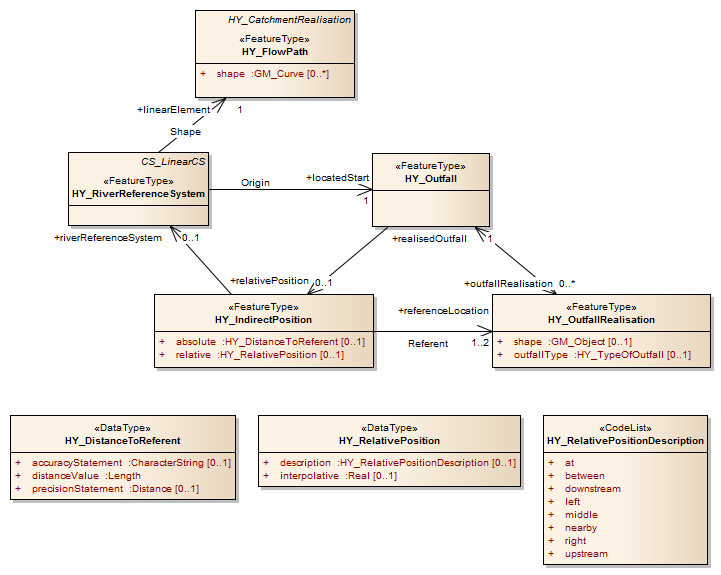 HY_CatchmentRealisation
«FeatureType»
HY_FlowPath
+ shape :GM_Curve [0..*]
+linearElement
1
Shape
CS_LinearCS
«FeatureType»
HY_RiverReferenceSystem
Origin
+locatedStart
1
«FeatureType»
HY_Outfall
+riverReferenceSystem
0..1
+realisedOutfall
1
+relativePosition
0..1
+outfallRealisation
0..*
«FeatureType»
HY_IndirectPosition
+ absolute :HY_DistanceToReferent [0..1]
+ relative :HY_RelativePosition [0..1]
+referenceLocation
Referent
1..2
«FeatureType»
HY_OutfallRealisation
+ shape :GM_Object [0..1]
+ outfallType :HY_TypeOfOutfall [0..1]
«DataType»
HY_DistanceToReferent
+ accuracyStatement :CharacterString [0..1]
+ distanceValue :Length
+ precisionStatement :Distance [0..1]
«DataType»
HY_RelativePosition
+ description :HY_RelativePositionDescription [0..1]
+ interpolative :Real [0..1]
«CodeList»
HY_RelativePositionDescription
+ at
+ between
+ downstream
+ left
+ middle
+ nearby
+ right
+ upstream